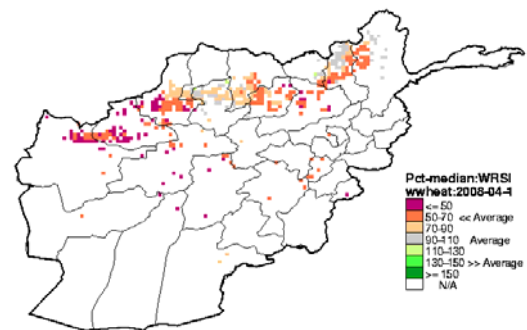 Pct-median:WRSI
wwheat:2008-04-1
<= 50
50-70 << Average
70-90
90-110 Average
110-130
130-150 >> Average
>= 150
N/A